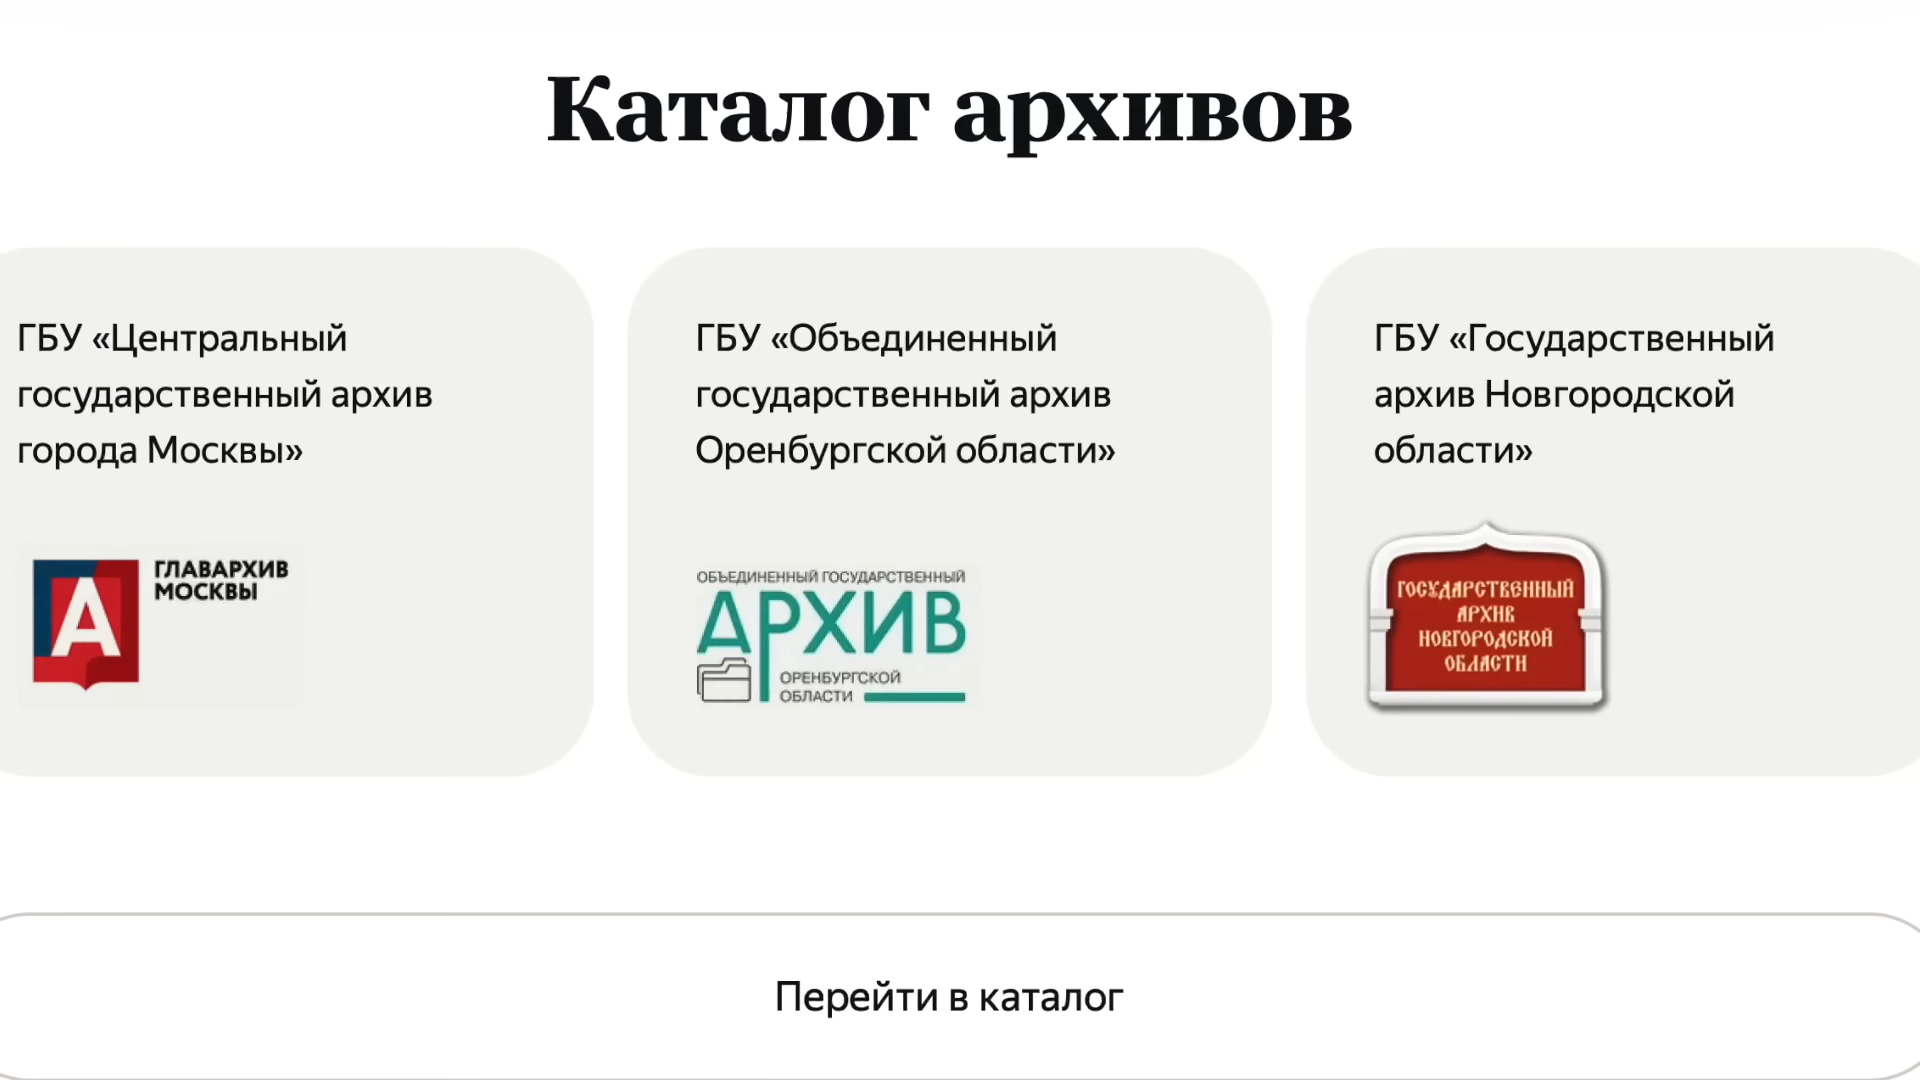 Каталог архивов
ГБУ «Центральный
государственный архив
города Москвы»
А
ГЛАВАРХИВ
МОСКВЫ
ГБУ «Объединенный
государственный архив
Оренбургской области»
ОБЪЕДИНЕННЫЙ ГОСУДАРСТВЕННЫЙ
АРХИВ
ОРЕНБУРГСКОЙ
ОБЛАСТИ
ГБУ «Государственный
архив Новгородской
области»
ГОСУДАРСТВЕННЫЙ
АРХИВ
НОВГОРОДСКОЙ
ОБЛАСТИ
Перейти в каталог